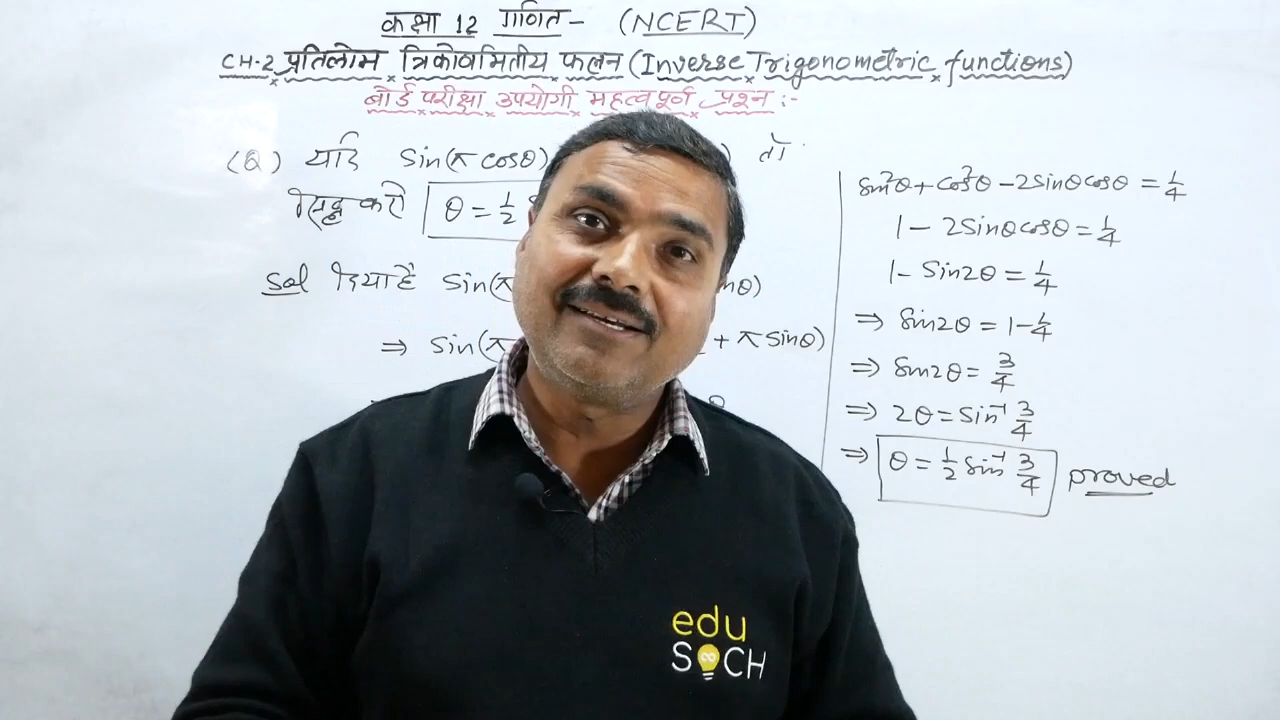 कक्षा 12 गणित- (NCERT)
CH-2 प्रतिलोम त्रिकोणमितीय फलन (Inverse Trigonometric functions)
बोर्ड परीक्षा उपयोगी महत्वपूर्ण प्रश्न :-
(Q) यदि sin(π cosθ) ) तो
सिद्ध करो θ = 1/2
Sol दिया है sin(π nθ)
⇒ sin(π + π sinθ)
sin²θ + cos²θ - 2sinθcosθ = 1/4
1 - 2sinθcosθ = 1/4
1 - sin2θ = 1/4
⇒ sin2θ = 1 - 1/4
⇒ sin2θ = 3/4
⇒ 2θ = sin⁻¹ 3/4
⇒ θ = 1/2 sin⁻¹ 3/4 proved
edu
SOCH